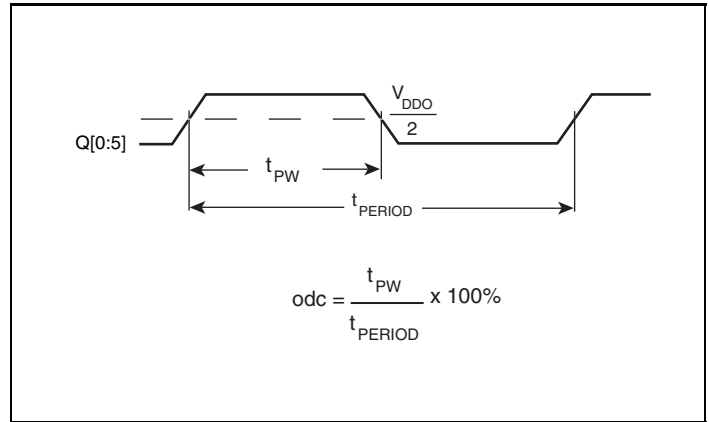 V_DDO
2
Q[0:5]
t_PW
t_PERIOD
odc = t_PW / t_PERIOD x 100%